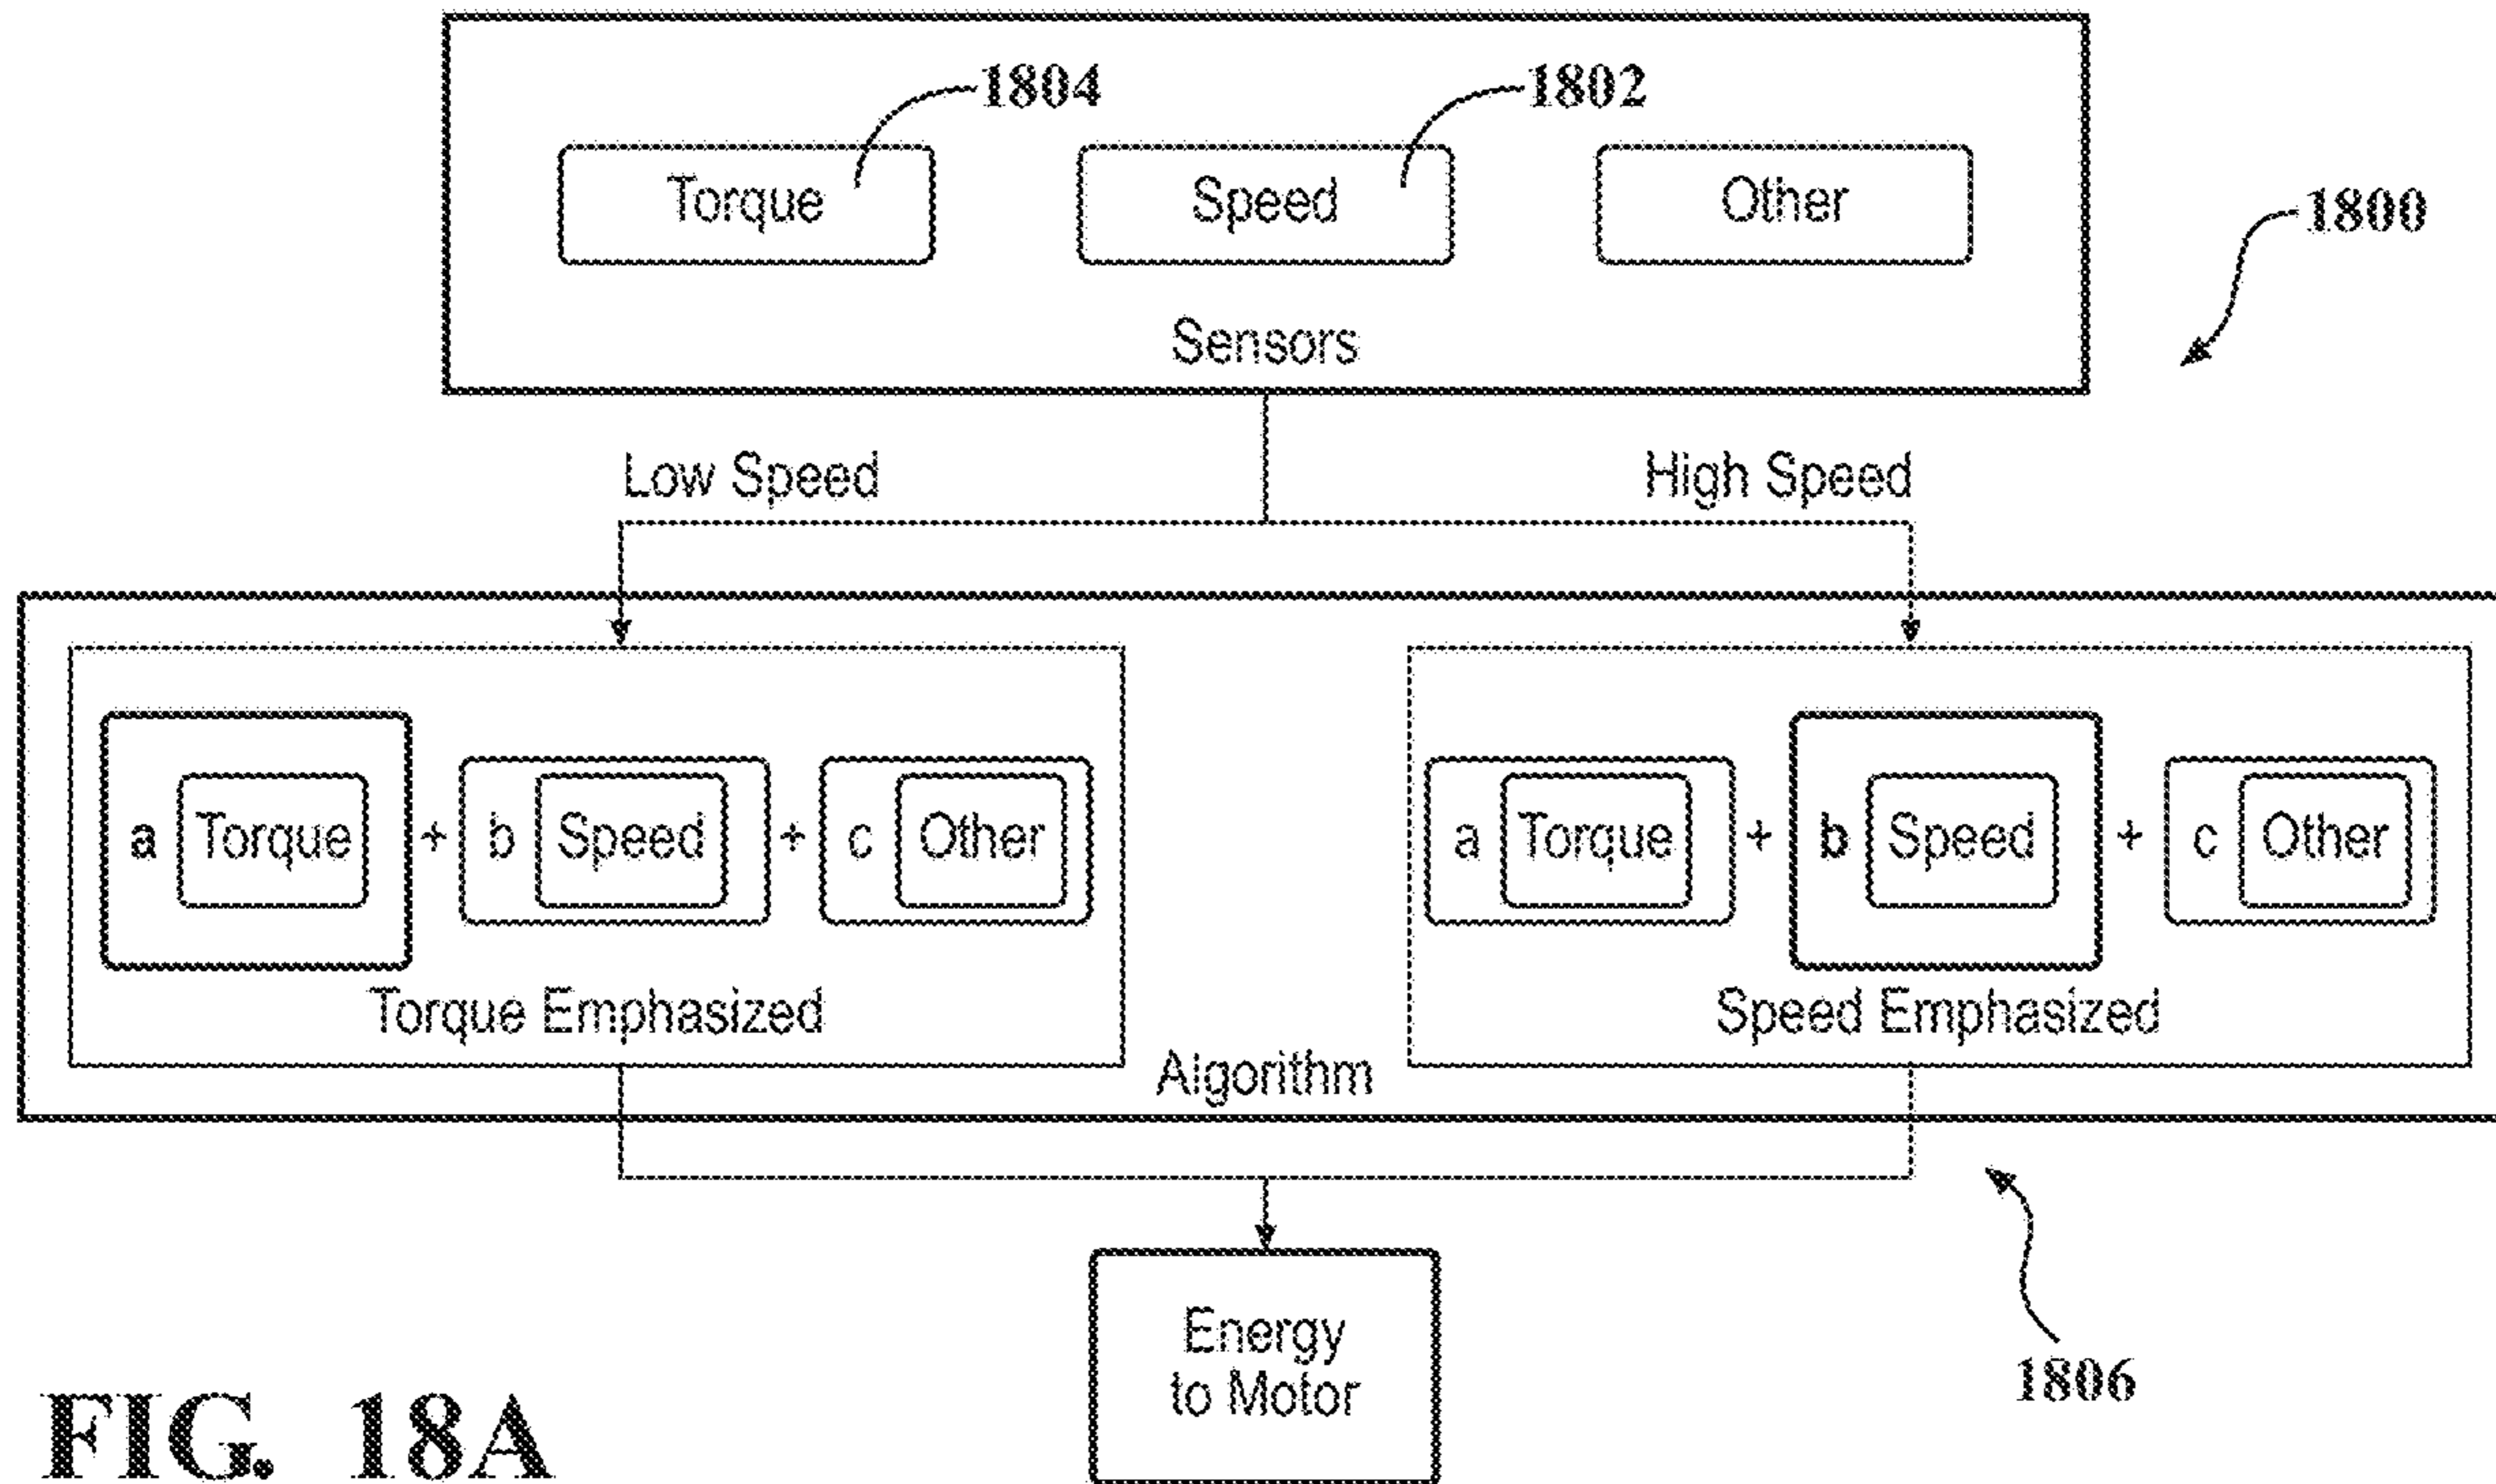 1804
1802
Torque
Speed
Other
1800
Sensors
Low Speed
High Speed
a Torque + b Speed + c Other
a Torque + b Speed + c Other
Torque Emphasized
Speed Emphasized
Algorithm
Energy
to Motor
1806
FIG. 18A